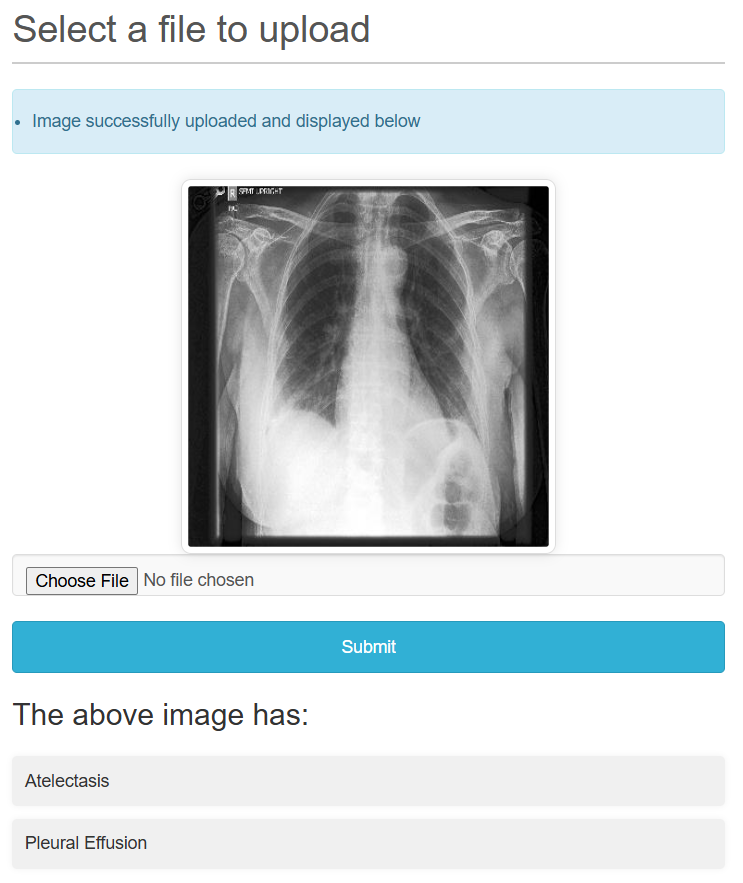 Select a file to upload
Image successfully uploaded and displayed below
R SEMI UPRIGHT
Choose File No file chosen
Submit
The above image has:
Atelectasis
Pleural Effusion